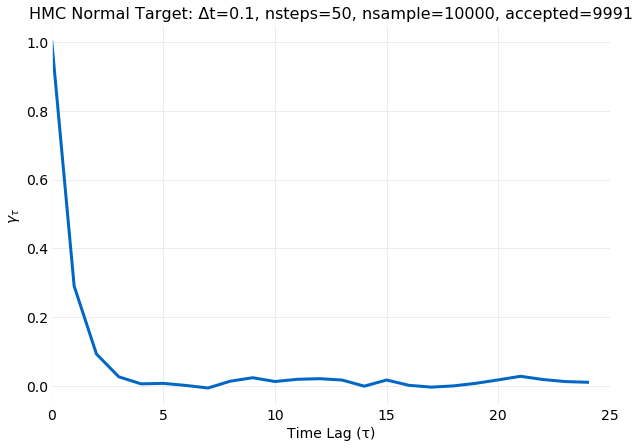 HMC Normal Target: Δt=0.1, nsteps=50, nsample=10000, accepted=9991
1.0
0.8
0.6
0.4
0.2
0.0
γτ
0 5 10 15 20 25
Time Lag (τ)